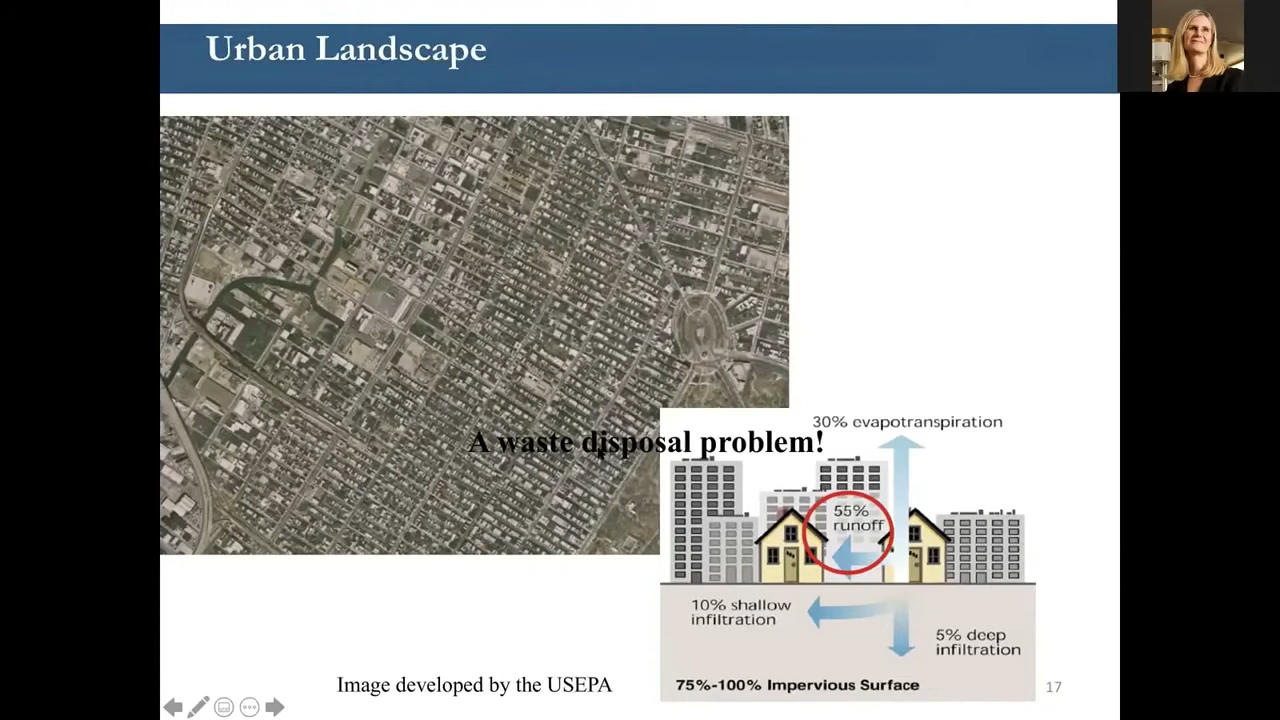 Urban Landscape
A waste disposal problem!
30% evapotranspiration
55%
runoff
10% shallow
infiltration
5% deep
infiltration
75%-100% Impervious Surface
Image developed by the USEPA
17